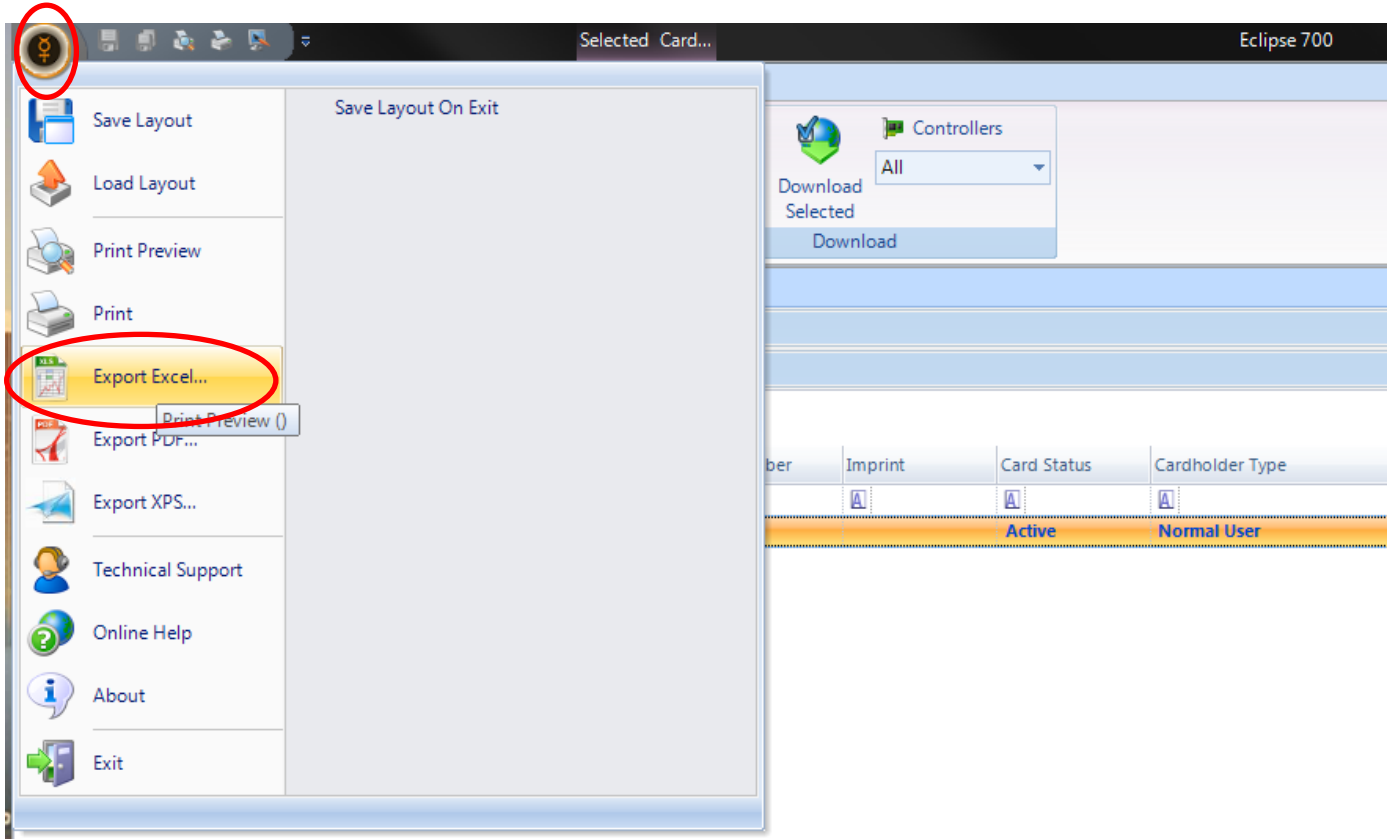 Selected Card...
Eclipse 700
Save Layout
Save Layout On Exit
Load Layout
Print Preview
Print
Export Excel...
Print Preview ()
Export PDF...
Export XPS...
Technical Support
Online Help
About
Exit
Controllers
All
Download
Selected
Download
ber
Imprint
Card Status
Cardholder Type
A
A
A
Active
Normal User
XLS
PDF